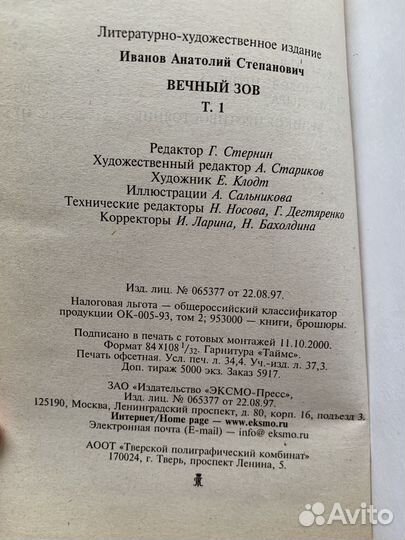 Литературно-художественное издание
Иванов Анатолий Степанович
ВЕЧНЫЙ ЗОВ
Т. 1
Редактор Г. Стернин
Художественный редактор А. Стариков
Художник Е. Клодт
Иллюстрации А. Сальникова
Технические редакторы Н. Носова, Г. Дегтяренко
Корректоры И. Ларина, Н. Бахолдина
Изд. лиц. № 065377 от 22.08.97.
Налоговая льгота — общероссийский классификатор
продукции ОК-005-93, том 2; 953000 — книги, брошюры.
Подписано в печать с готовых монтажей 11.10.2000.
Формат 84×108 1/32. Гарнитура «Таймс».
Печать офсетная. Усл. печ. л. 34,4. Уч.-изд. л. 37,3.
Доп. тираж 5000 экз. Заказ 5917.
ЗАО «Издательство «ЭКСМО-Пресс»,
Изд. лиц. № 065377 от 22.08.97.
125190, Москва, Ленинградский проспект, д. 80, корп. 16, подъезд 3.
Интернет/Home page — www.eksmo.ru
Электронная почта (E-mail) — info@ eksmo.ru
АООТ «Тверской полиграфический комбинат»
170024, г. Тверь, проспект Ленина, 5.
Avito